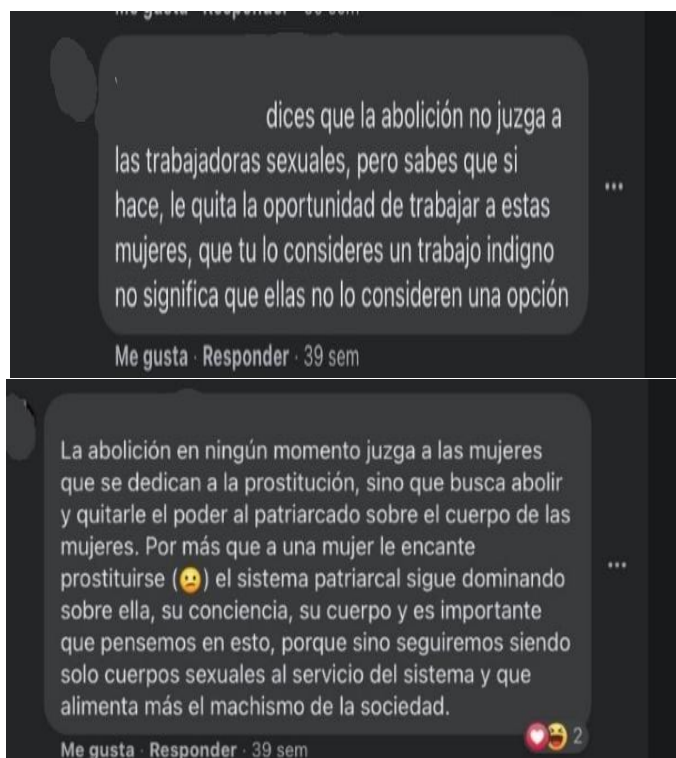 dices que la abolición no juzga a
las trabajadoras sexuales, pero sabes que si
hace, le quita la oportunidad de trabajar a estas
mujeres, que tu lo consideres un trabajo indigno
no significa que ellas no lo consideren una opción
Me gusta · Responder · 39 sem
La abolición en ningún momento juzga a las mujeres
que se dedican a la prostitución, sino que busca abolir
y quitarle el poder al patriarcado sobre el cuerpo de las
mujeres. Por más que a una mujer le encante
prostituirse (😕) el sistema patriarcal sigue dominando
sobre ella, su conciencia, su cuerpo y es importante
que pensemos en esto, porque sino seguiremos siendo
solo cuerpos sexuales al servicio del sistema y que
alimenta más el machismo de la sociedad.
2
Me gusta · Responder · 39 sem